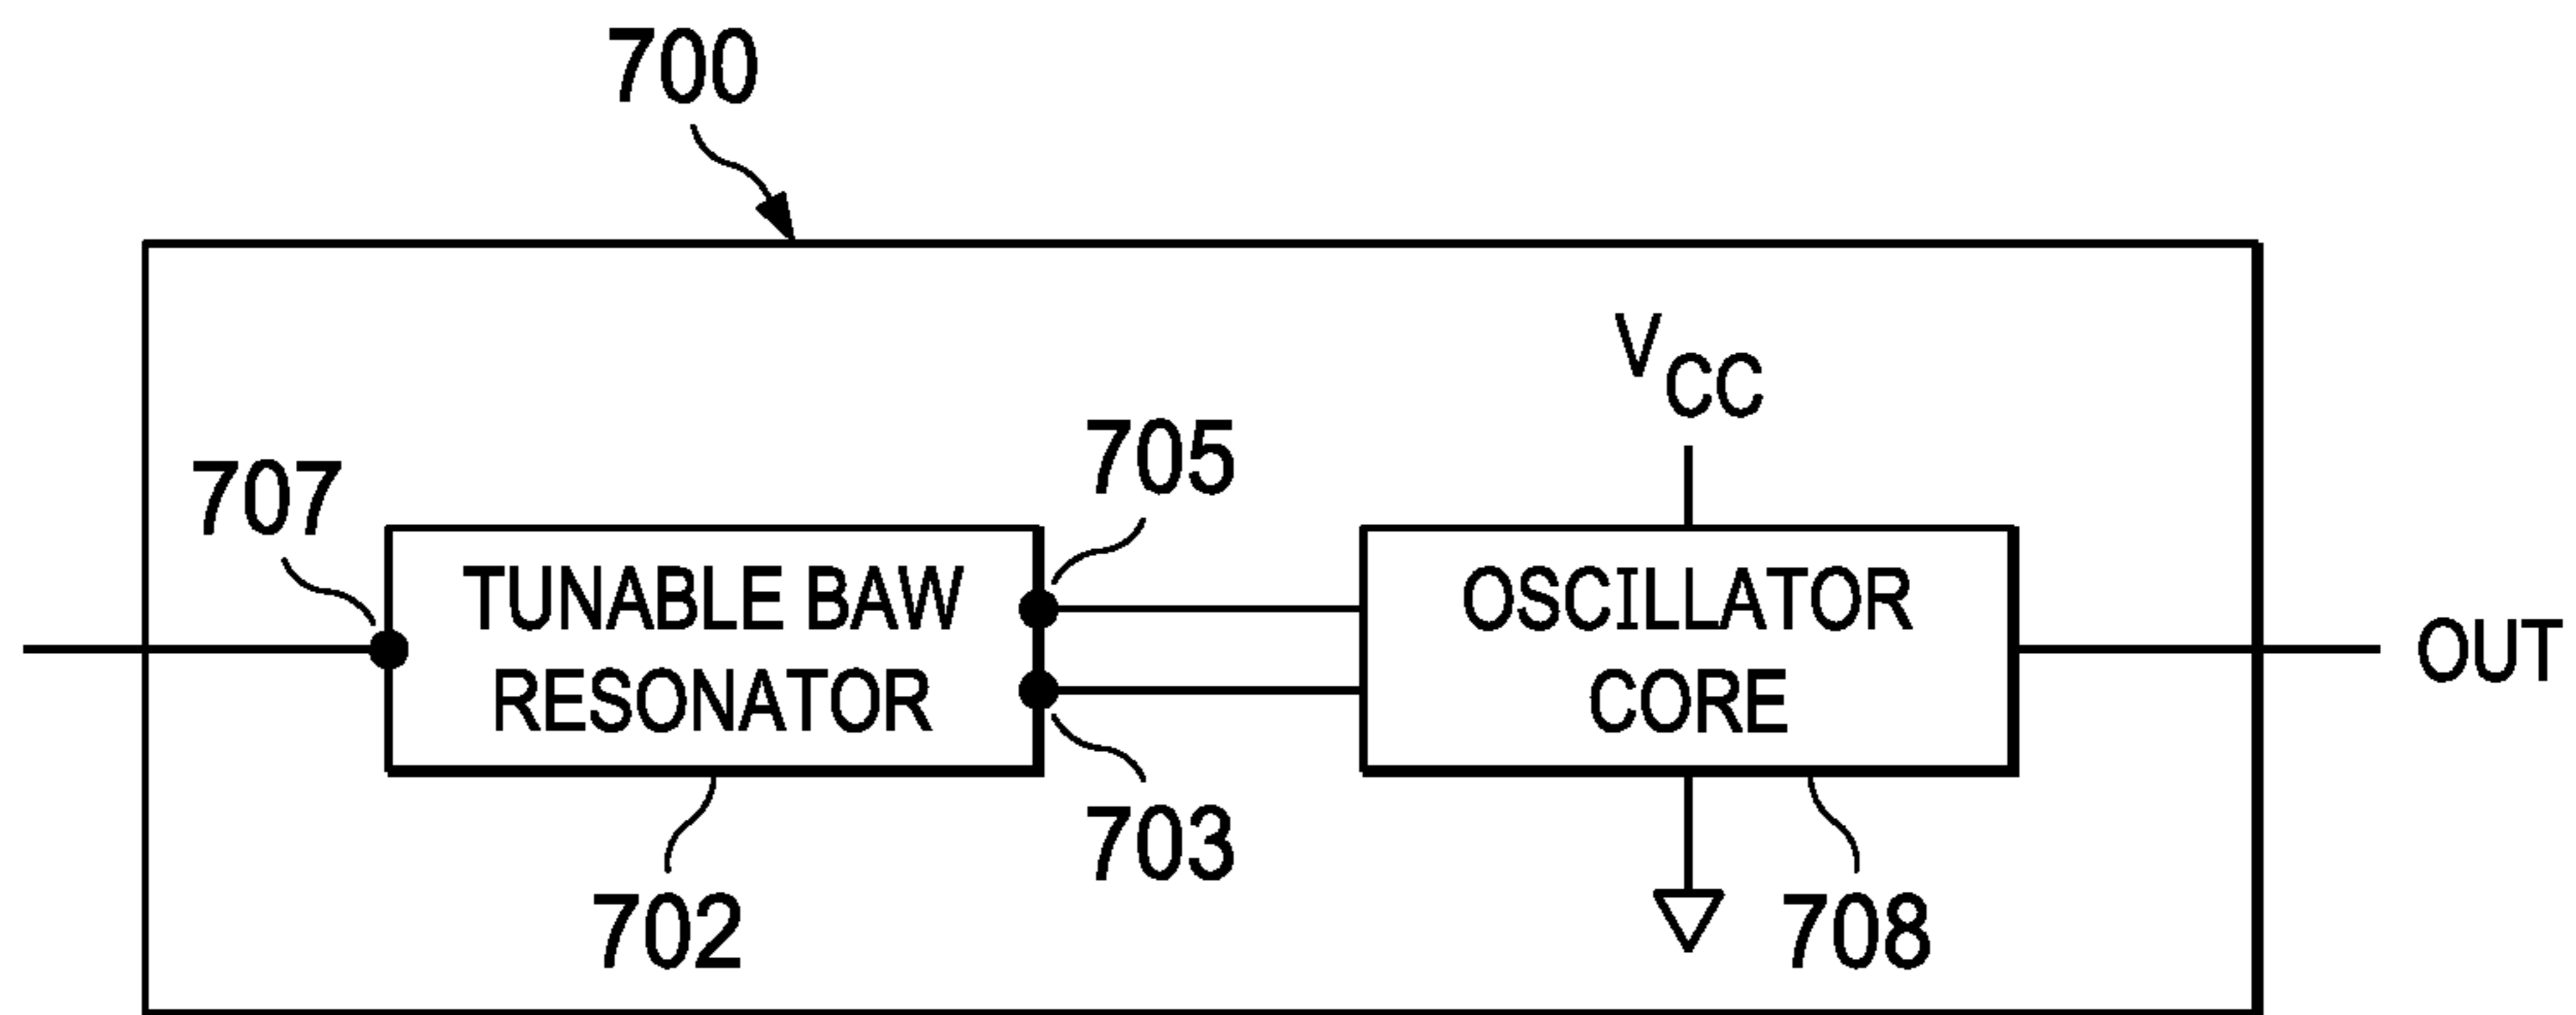 700
V
CC
705
707
TUNABLE BAW
RESONATOR
OSCILLATOR
CORE
OUT
703
702
708